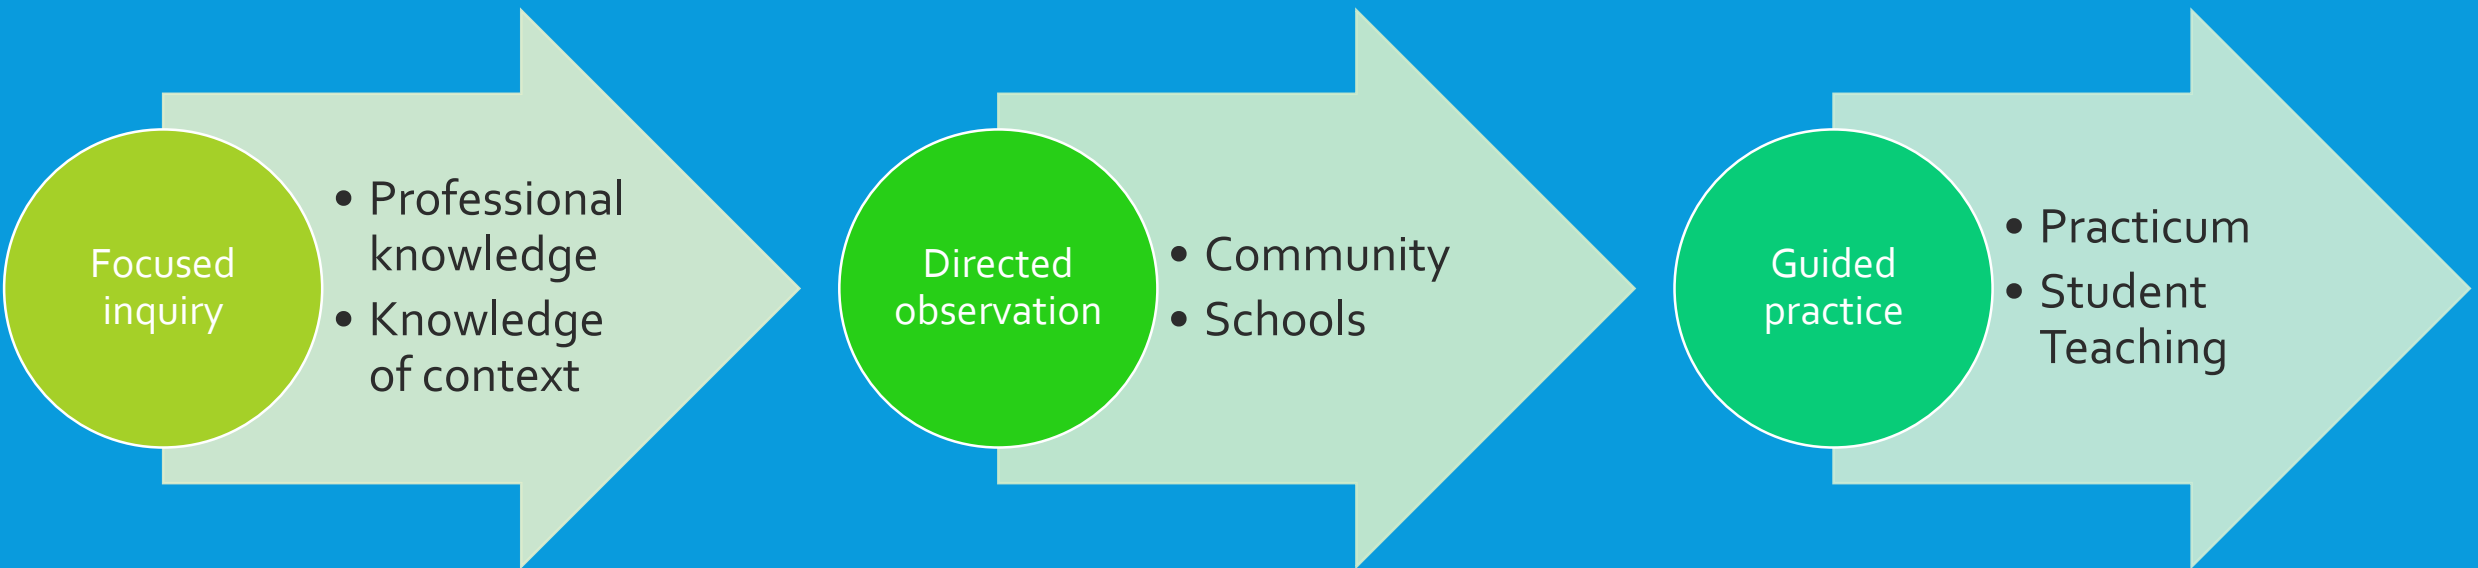 Focused
inquiry
• Professional
knowledge
• Knowledge
of context
Directed
observation
• Community
• Schools
Guided
practice
• Practicum
• Student
Teaching